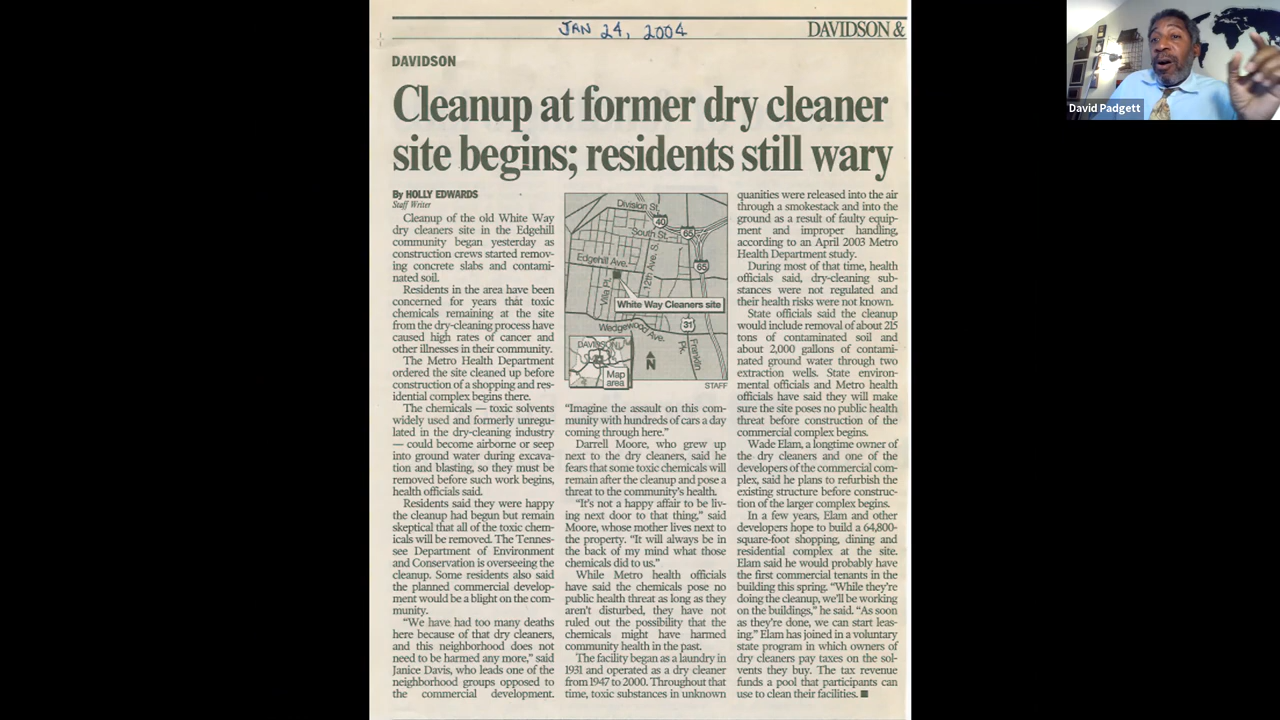 JAN 24, 2004
DAVIDSON &
DAVIDSON
Cleanup at former dry cleaner
site begins; residents still wary
By HOLLY EDWARDS
Staff Writer
Cleanup of the old White Way
dry cleaners site in the Edgehill
community began yesterday as
construction crews started remov-
ing concrete slabs and contami-
nated soil.
Residents in the area have been
concerned for years that toxic
chemicals remaining at the site
from the dry-cleaning process have
caused high rates of cancer and
other illnesses in their community.
The Metro Health Department
ordered the site cleaned up before
construction of a shopping and res-
idential complex begins there.
The chemicals — toxic solvents
widely used and formerly unregu-
lated in the dry-cleaning industry
— could become airborne or seep
into ground water during excava-
tion and blasting, so they must be
removed before such work begins,
health officials said.
Residents said they were happy
the cleanup had begun but remain
skeptical that all of the toxic chem-
icals will be removed. The Tennes-
see Department of Environment
and Conservation is overseeing the
cleanup. Some residents also said
the planned commercial develop-
ment would be a blight on the com-
munity.
“We have had too many deaths
here because of that dry cleaners,
and this neighborhood does not
need to be harmed any more,” said
Janice Davis, who leads one of the
neighborhood groups opposed to
the commercial development.
Division St.
40
65
South St.
Edgehill Ave.
12th Ave. S.
65
Villa Pl.
White Way Cleaners site
31
Wedgewood Ave.
Franklin
Pk.
DAVIDSON
Map
area
N
STAFF
“Imagine the assault on this com-
munity with hundreds of cars a day
coming through here.”
Darrell Moore, who grew up
next to the dry cleaners, said he
fears that some toxic chemicals will
remain after the cleanup and pose a
threat to the community’s health.
“It’s not a happy affair to be liv-
ing next door to that thing,” said
Moore, whose mother lives next to
the property. “It will always be in
the back of my mind what those
chemicals did to us.”
While Metro health officials
have said the chemicals pose no
public health threat as long as they
aren’t disturbed, they have not
ruled out the possibility that the
chemicals might have harmed
community health in the past.
The facility began as a laundry in
1931 and operated as a dry cleaner
from 1947 to 2000. Throughout that
time, toxic substances in unknown
quanities were released into the air
through a smokestack and into the
ground as a result of faulty equip-
ment and improper handling,
according to an April 2003 Metro
Health Department study.
During most of that time, health
officials said, dry-cleaning sub-
stances were not regulated and
their health risks were not known.
State officials said the cleanup
would include removal of about 215
tons of contaminated soil and
about 2,000 gallons of contami-
nated ground water through two
extraction wells. State environ-
mental officials and Metro health
officials have said they will make
sure the site poses no public health
threat before construction of the
commercial complex begins.
Wade Elam, a longtime owner of
the dry cleaners and one of the
developers of the commercial com-
plex, said he plans to refurbish the
existing structure before construc-
tion of the larger complex begins.
In a few years, Elam and other
developers hope to build a 64,800-
square-foot shopping, dining and
residential complex at the site.
Elam said he would probably have
the first commercial tenants in the
building this spring. “While they’re
doing the cleanup, we’ll be working
on the buildings,” he said. “As soon
as they’re done, we can start leas-
ing.” Elam has joined in a voluntary
state program in which owners of
dry cleaners pay taxes on the sol-
vents they buy. The tax revenue
funds a pool that participants can
use to clean their facilities. ■
David Padgett